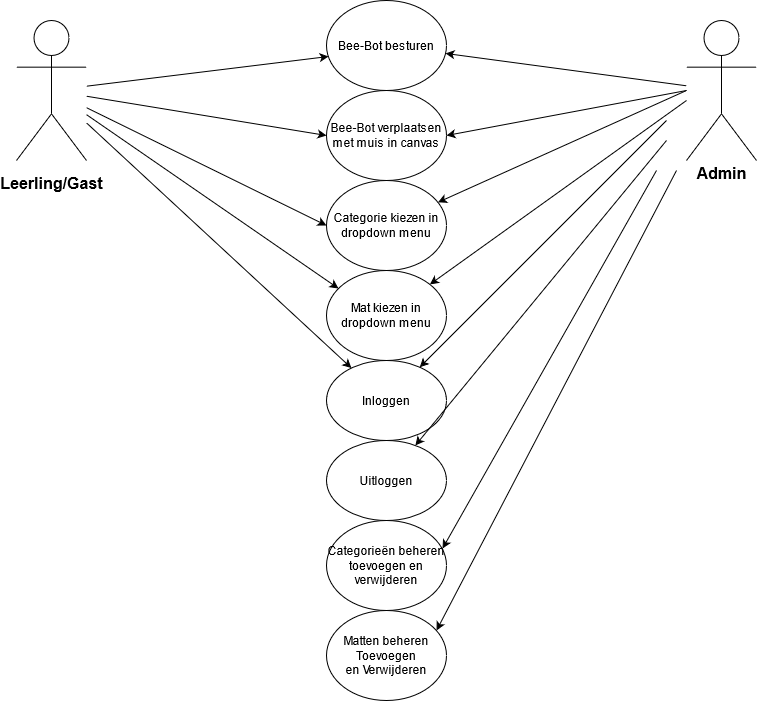 Bee-Bot besturen
Bee-Bot verplaatsen
met muis in canvas
Leerling/Gast
Admin
Categorie kiezen in
dropdown menu
Mat kiezen in
dropdown menu
Inloggen
Uitloggen
Categorieën beheren
toevoegen en
verwijderen
Matten beheren
Toevoegen
en Verwijderen